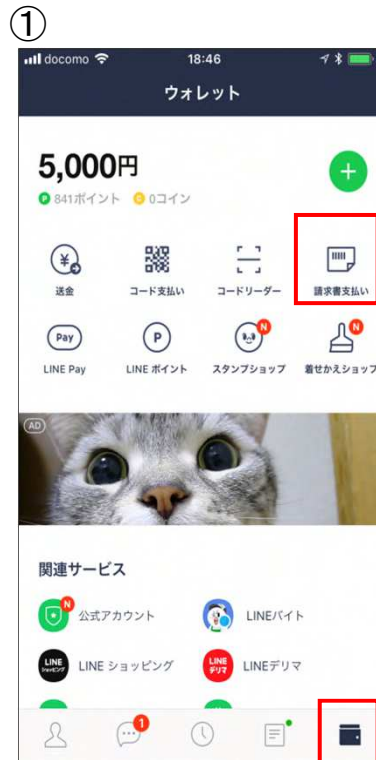 ①
docomo 18:46
ウォレット
5,000円
P 841ポイント C 0コイン
送金 コード支払い コードリーダー 請求書支払い
Pay P N N
LINE Pay LINE ポイント スタンプショップ 着せかえショップ
AD
関連サービス
N 公式アカウント LINEバイト
LINE ショッピング LINE ショッピング LINE デリマ LINEデリマ
1